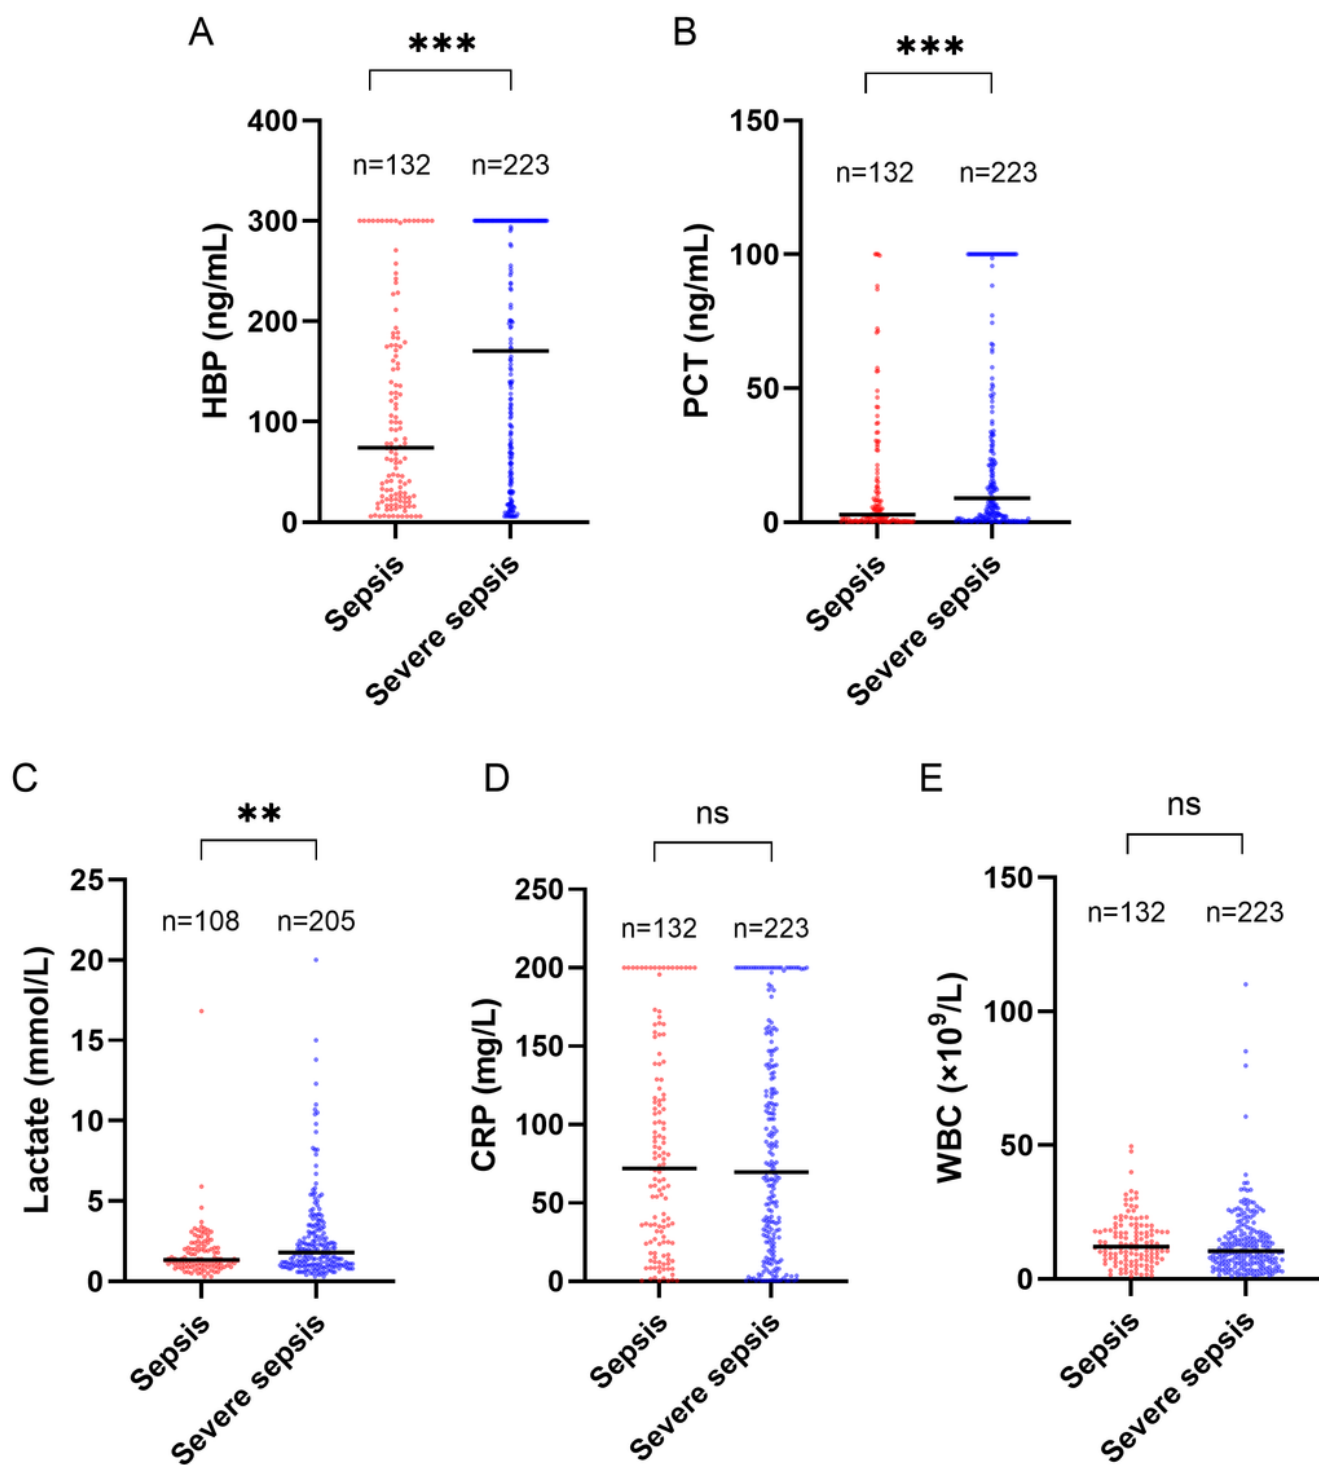 A
***
B
***
400
300
200
100
0
HBP (ng/mL)
n=132
n=223
Sepsis
Severe sepsis
150
100
50
0
PCT (ng/mL)
n=132
n=223
Sepsis
Severe sepsis
C
**
25
20
15
10
5
0
Lactate (mmol/L)
n=108
n=205
Sepsis
Severe sepsis
D
ns
250
200
150
100
50
0
CRP (mg/L)
n=132
n=223
Sepsis
Severe sepsis
E
ns
150
100
50
0
WBC (×10⁹/L)
n=132
n=223
Sepsis
Severe sepsis